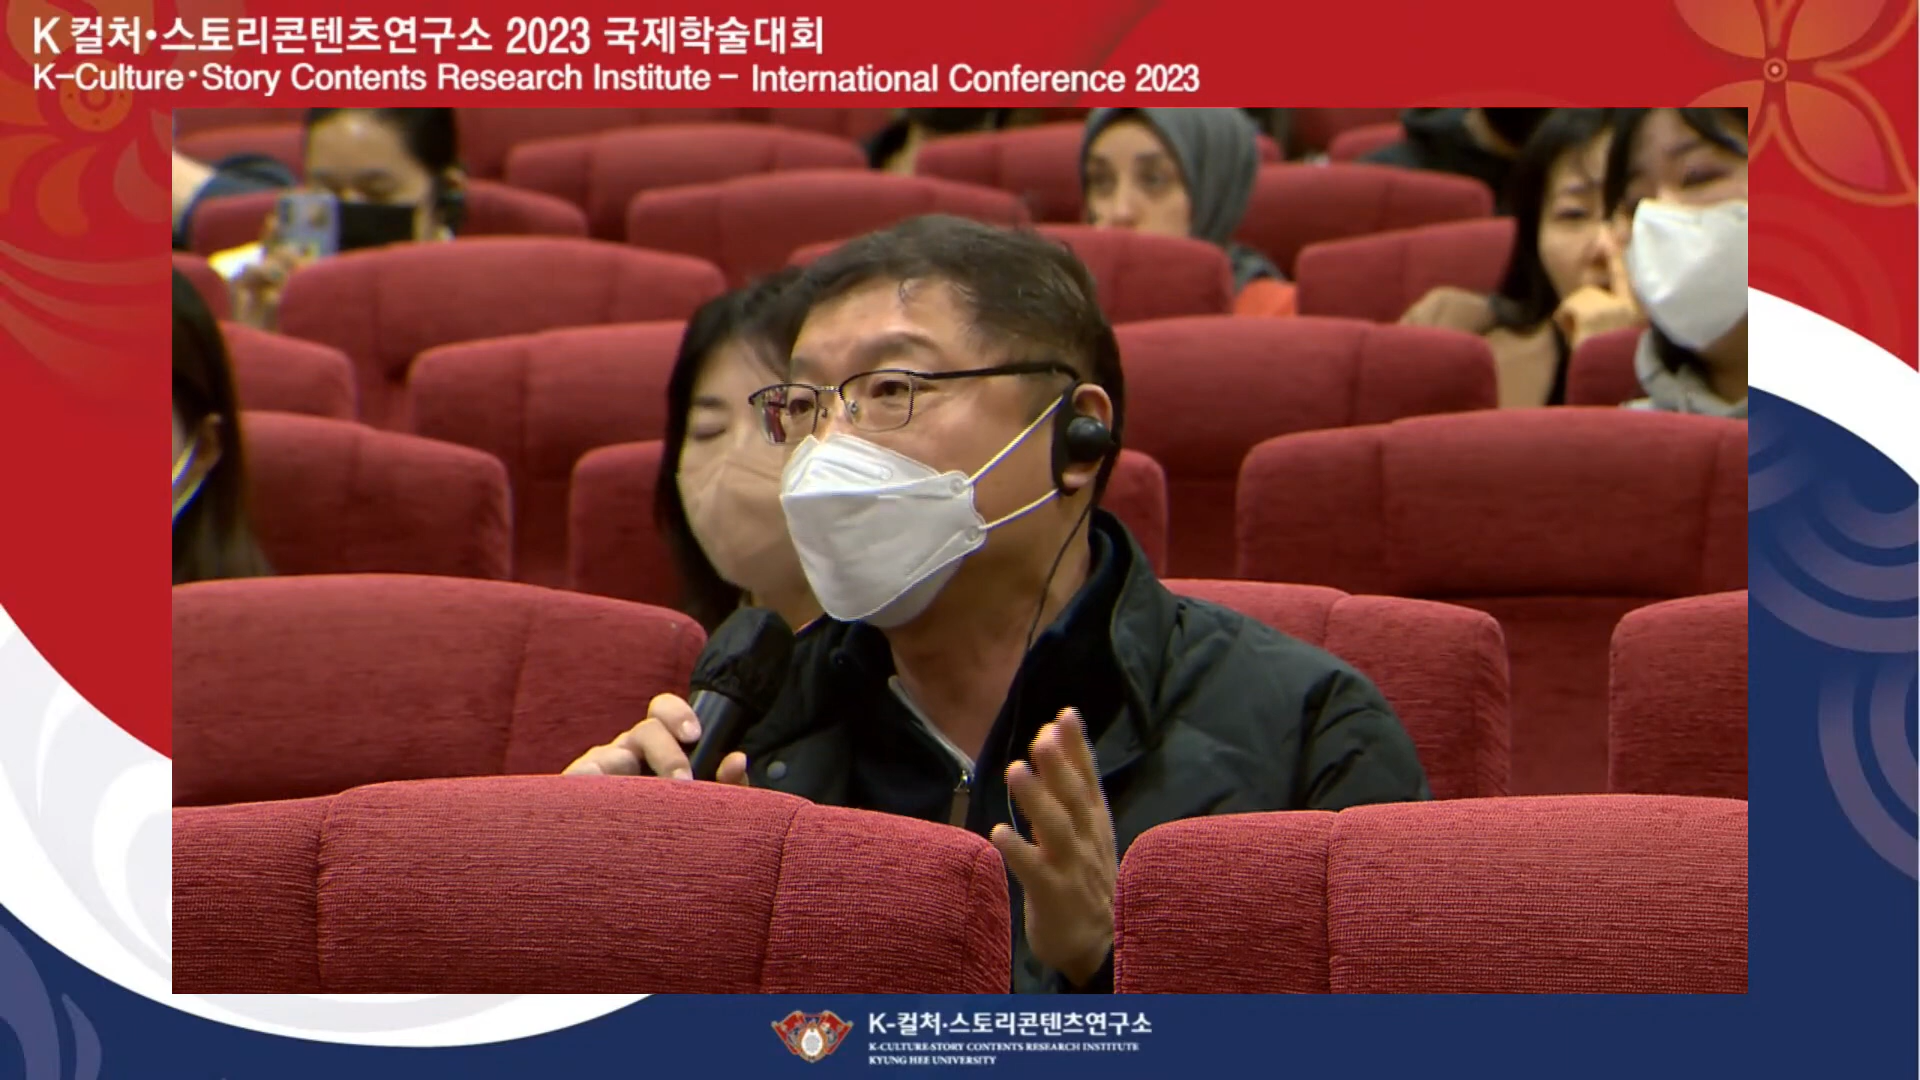 K 컬처•스토리콘텐츠연구소 2023 국제학술대회
K-Culture•Story Contents Research Institute - International Conference 2023
K-컬처·스토리콘텐츠연구소
K-CULTURE·STORY CONTENTS RESEARCH INSTITUTE
KYUNG HEE UNIVERSITY